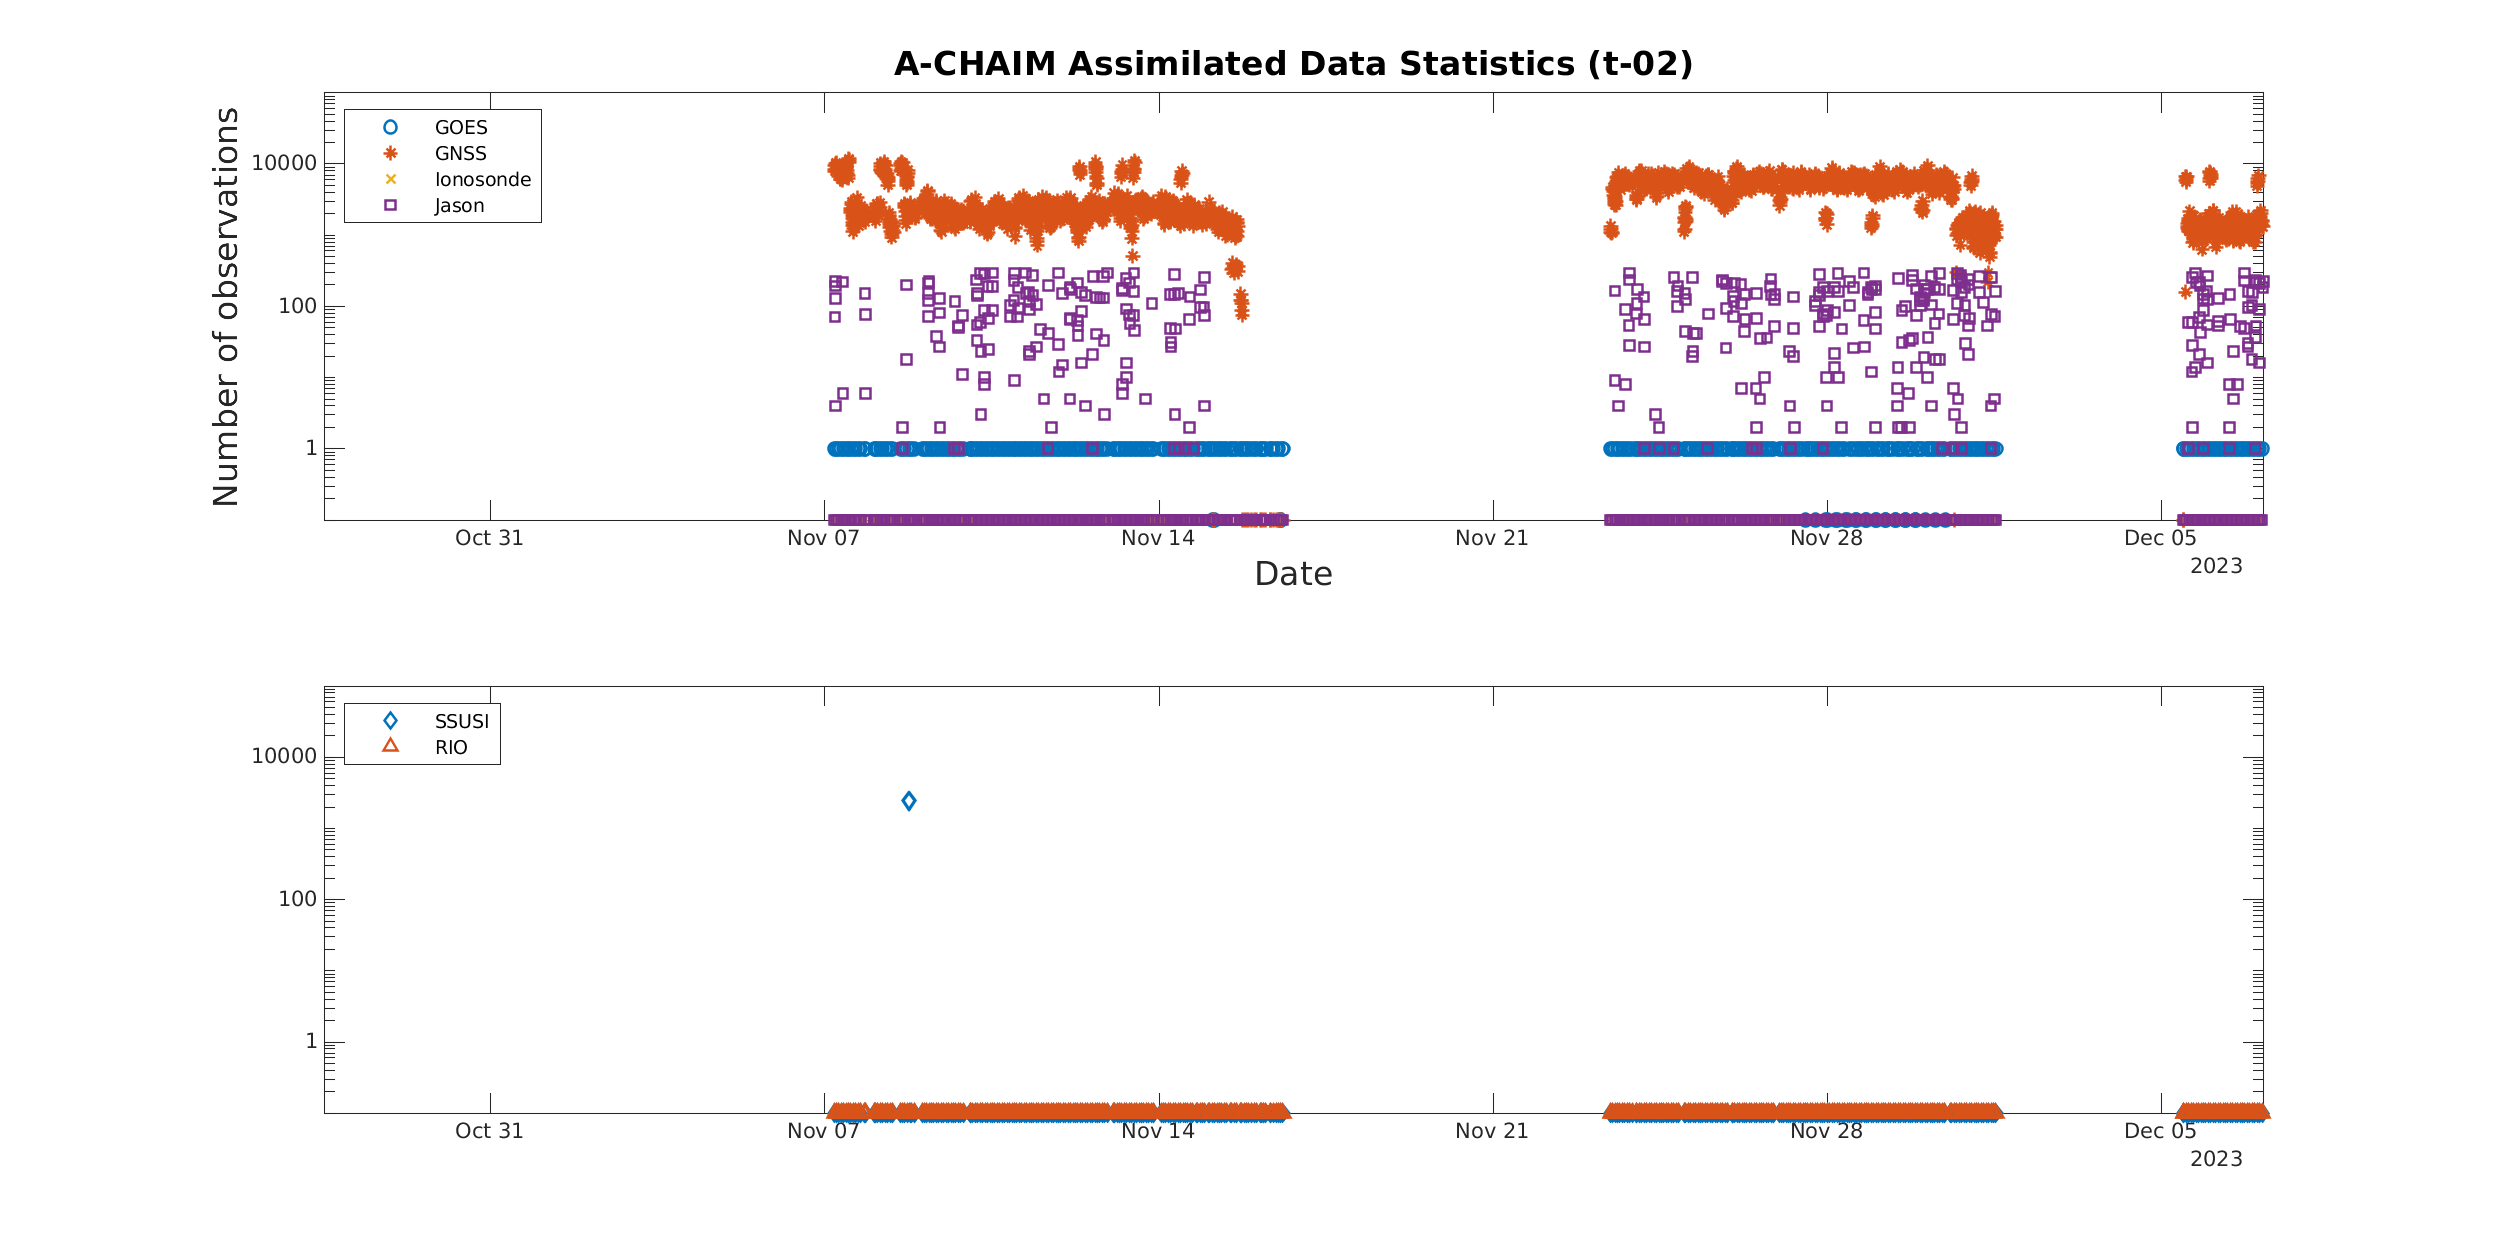 A-CHAIM Assimilated Data Statistics (t-02)
Number of observations
GOES
GNSS
Ionosonde
Jason
10000
100
1
Oct 31 Nov 07 Nov 14 Nov 21 Nov 28 Dec 05
2023
Date
SSUSI
RIO
10000
100
1
Oct 31 Nov 07 Nov 14 Nov 21 Nov 28 Dec 05
2023